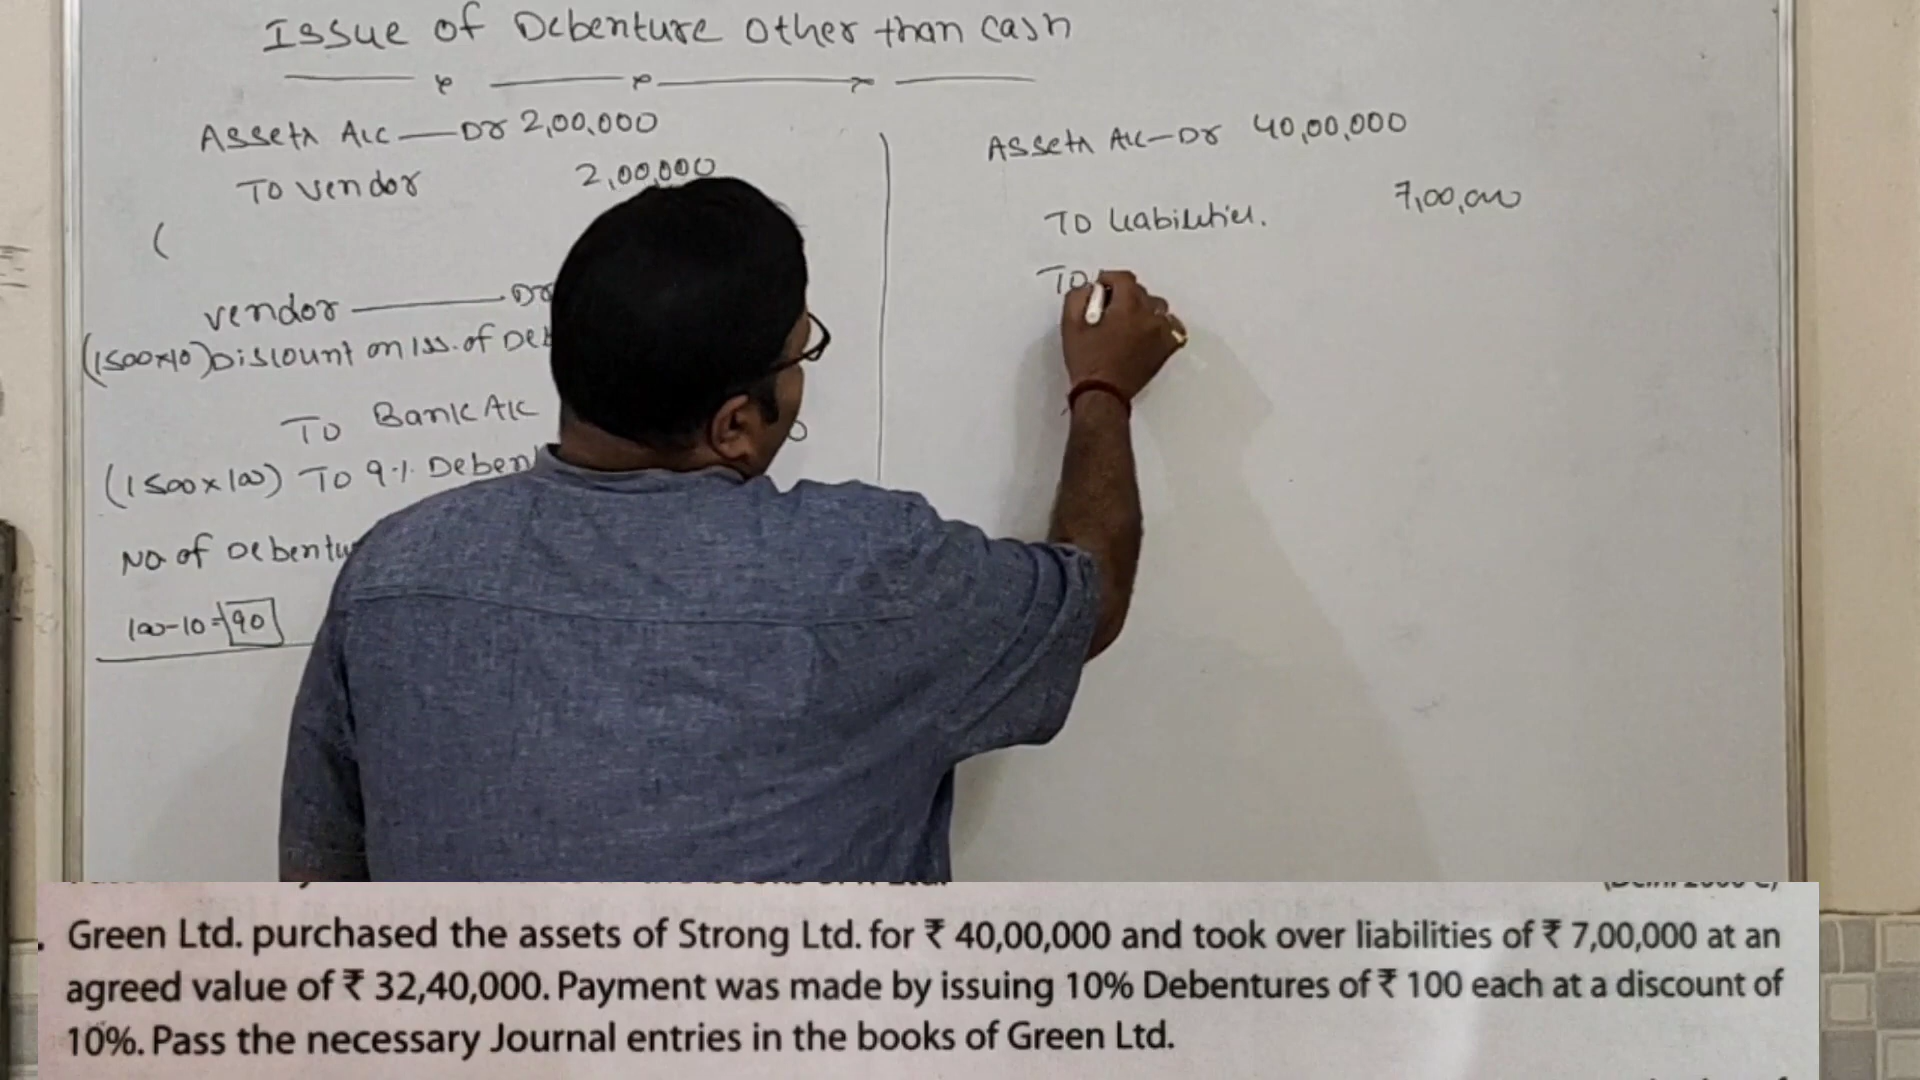 Issue of Debenture other than cash
Assets A/c — Dr 2,00,000
To vendor 2,00,000
(
vendor — Dr
(1500×10) Discount on Iss. of Deb
To Bank A/c
(1500×100) To 9% Deben
No of Debentu
100-10=90
Assets A/c — Dr 40,00,000
To liabilities. 7,00,000
To
Green Ltd. purchased the assets of Strong Ltd. for ₹ 40,00,000 and took over liabilities of ₹ 7,00,000 at an
agreed value of ₹ 32,40,000. Payment was made by issuing 10% Debentures of ₹ 100 each at a discount of
10%. Pass the necessary Journal entries in the books of Green Ltd.